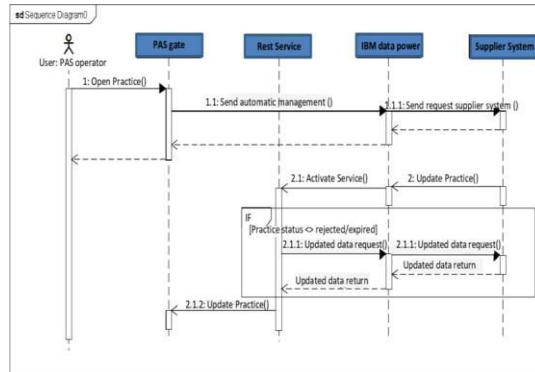 sd Sequence Diagram0
PAS gate
Rest Service
IBM data power
Supplier System
User: PAS operator
1: Open Practice()
1.1: Send automatic management ()
1.1.1: Send request supplier system ()
2.1: Activate Service()
2: Update Practice()
IF
[Practice status <> rejected/expired]
2.1.1: Updated data request()
2.1.1: Updated data request()
Updated data return
Updated data return
2.1.2: Update Practice()